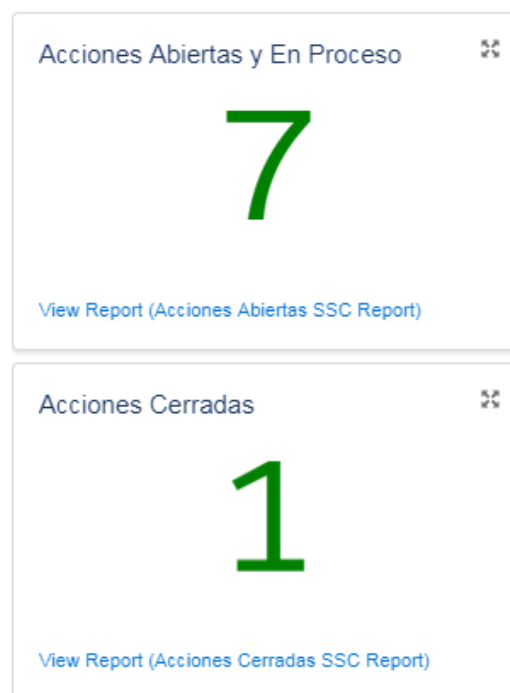 Acciones Abiertas y En Proceso
7
View Report (Acciones Abiertas SSC Report)
Acciones Cerradas
1
View Report (Acciones Cerradas SSC Report)